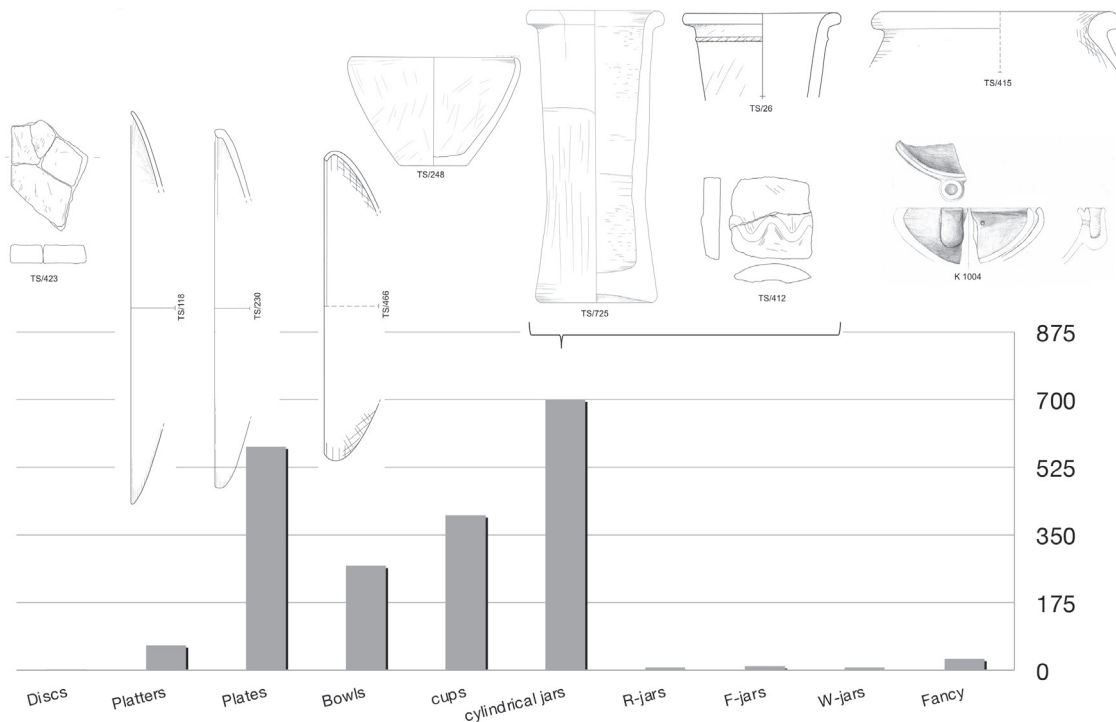 TS/26
TS/415
TS/248
TS/423
TS/118
TS/230
TS/466
TS/725
TS/412
K 1004
875
700
525
350
175
0
Discs
Platters
Plates
Bowls
cups
cylindrical jars
R-jars
F-jars
W-jars
Fancy